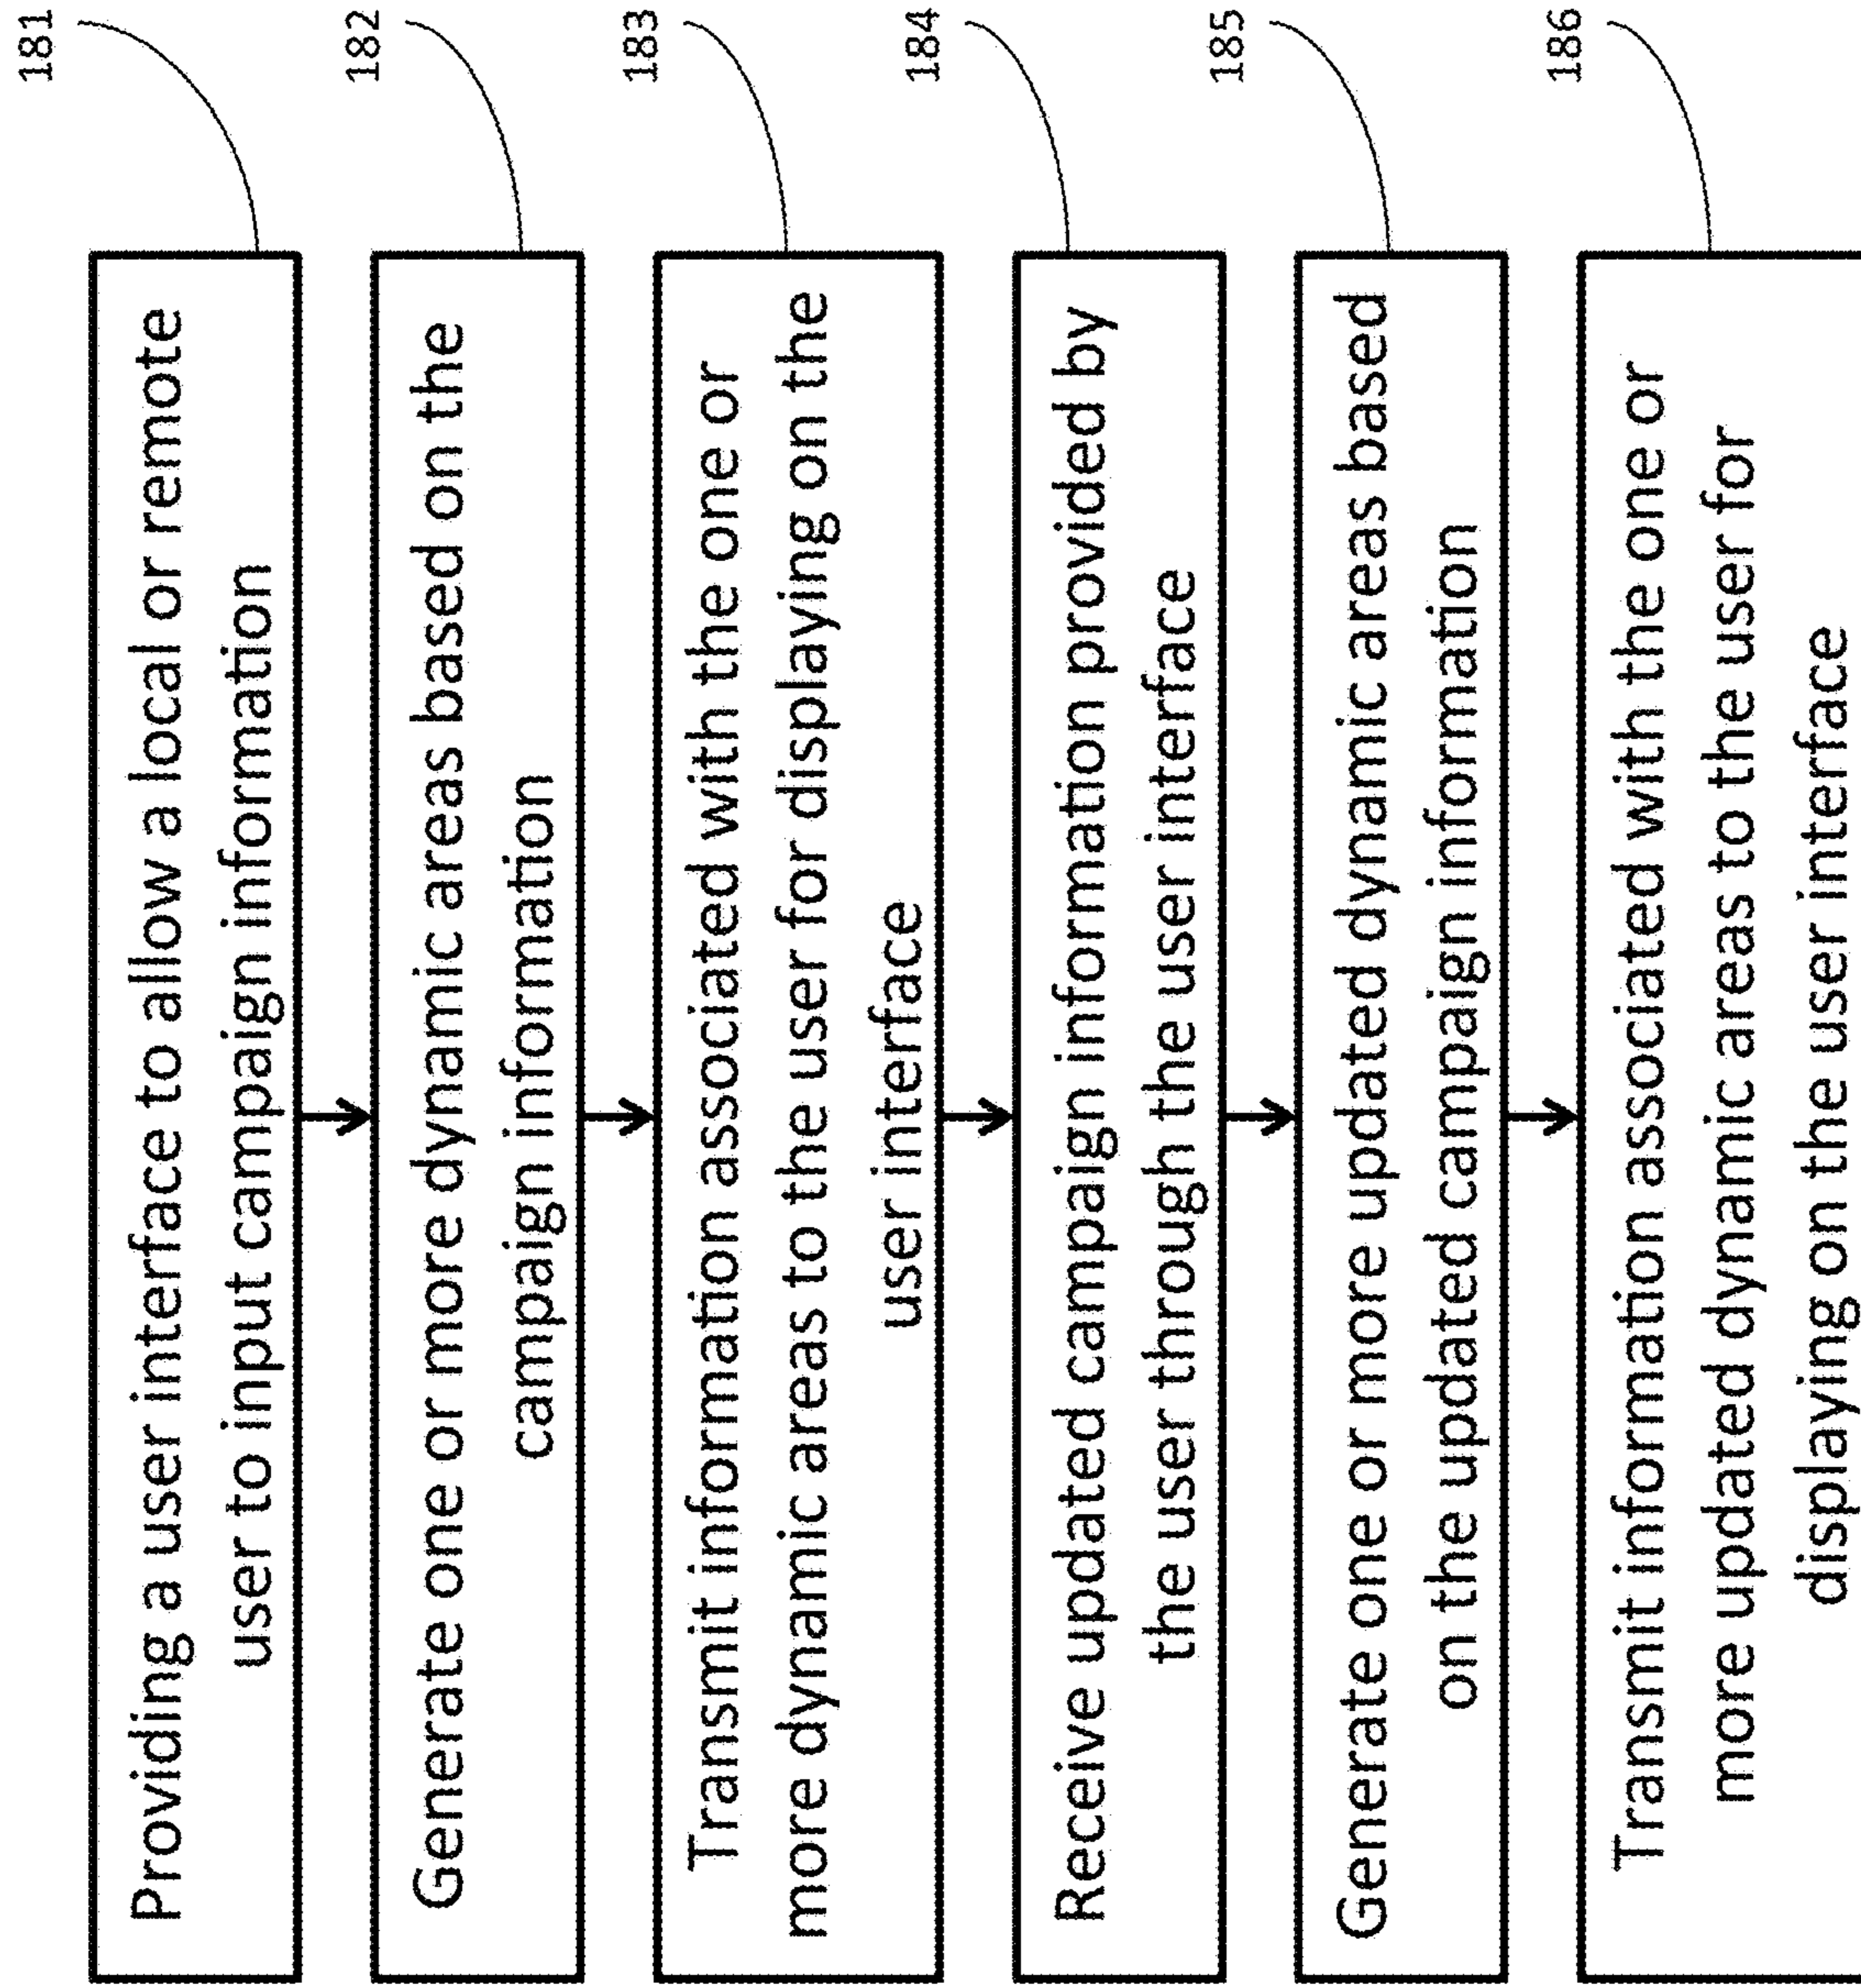 Providing a user interface to allow a local or remote
user to input campaign information
181
Generate one or more dynamic areas based on the
campaign information
182
Transmit information associated with the one or
more dynamic areas to the user for displaying on the
user interface
183
Receive updated campaign information provided by
the user through the user interface
184
Generate one or more updated dynamic areas based
on the updated campaign information
185
Transmit information associated with the one or
more updated dynamic areas to the user for
displaying on the user interface
186